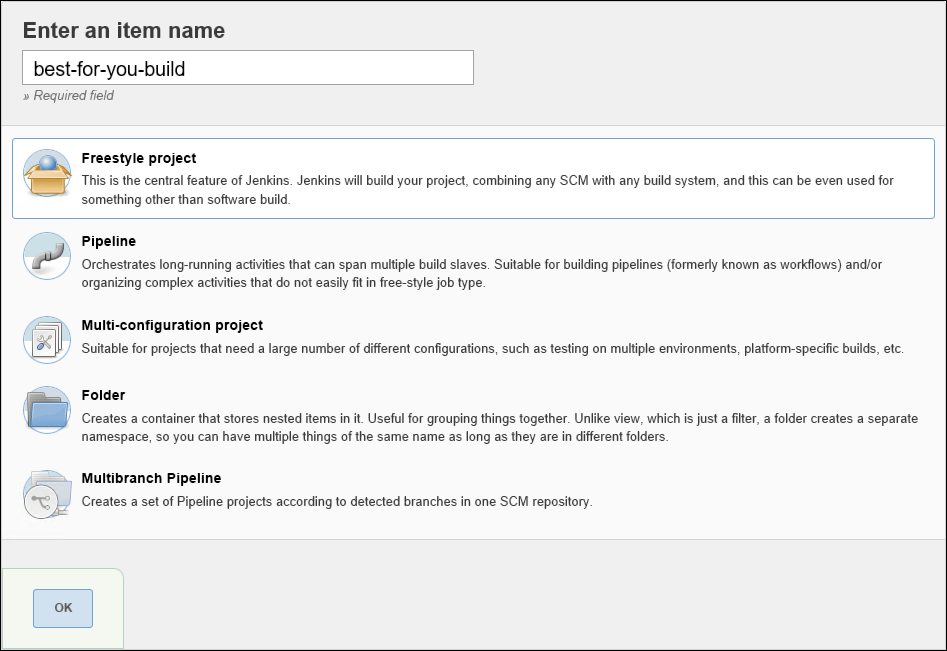 Enter an item name
best-for-you-build
» Required field
Freestyle project
This is the central feature of Jenkins. Jenkins will build your project, combining any SCM with any build system, and this can be even used for
something other than software build.
Pipeline
Orchestrates long-running activities that can span multiple build slaves. Suitable for building pipelines (formerly known as workflows) and/or
organizing complex activities that do not easily fit in free-style job type.
Multi-configuration project
Suitable for projects that need a large number of different configurations, such as testing on multiple environments, platform-specific builds, etc.
Folder
Creates a container that stores nested items in it. Useful for grouping things together. Unlike view, which is just a filter, a folder creates a separate
namespace, so you can have multiple things of the same name as long as they are in different folders.
Multibranch Pipeline
Creates a set of Pipeline projects according to detected branches in one SCM repository.
OK